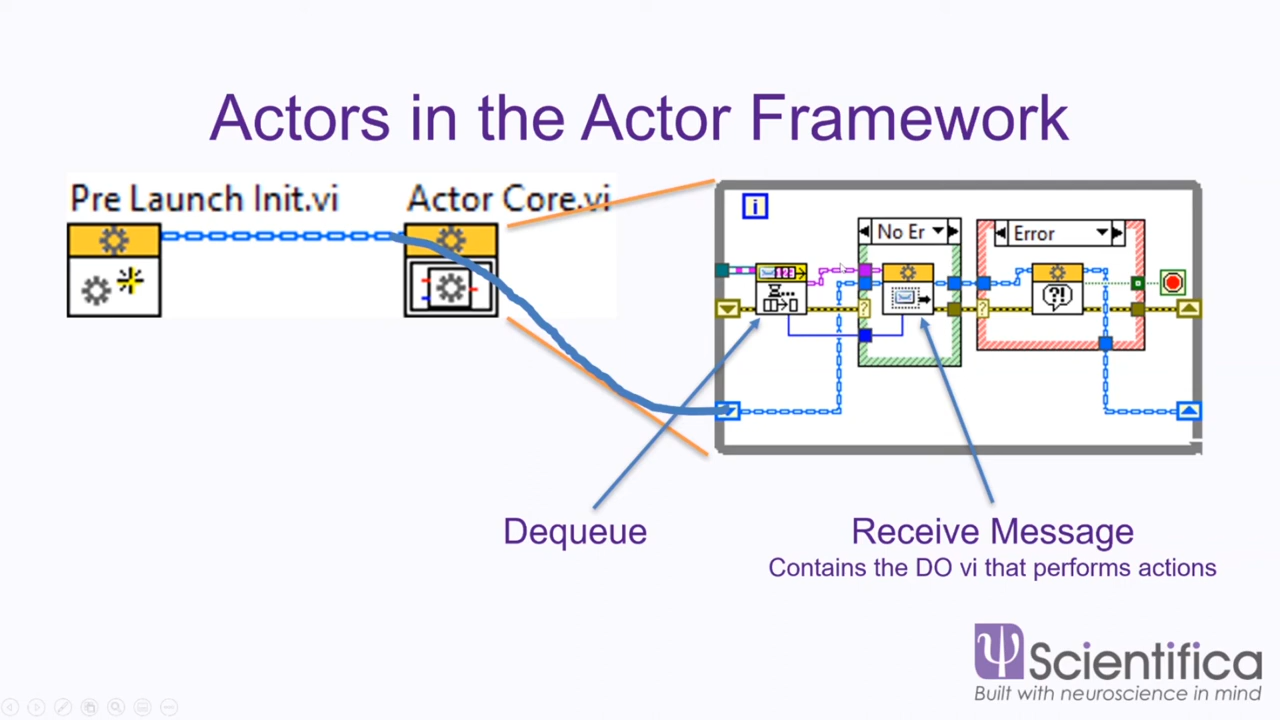 Actors in the Actor Framework
Pre Launch Init.vi
Actor Core.vi
i
No Er
Error
?
?
?!
Dequeue
Receive Message
Contains the DO vi that performs actions
Scientifica
Built with neuroscience in mind